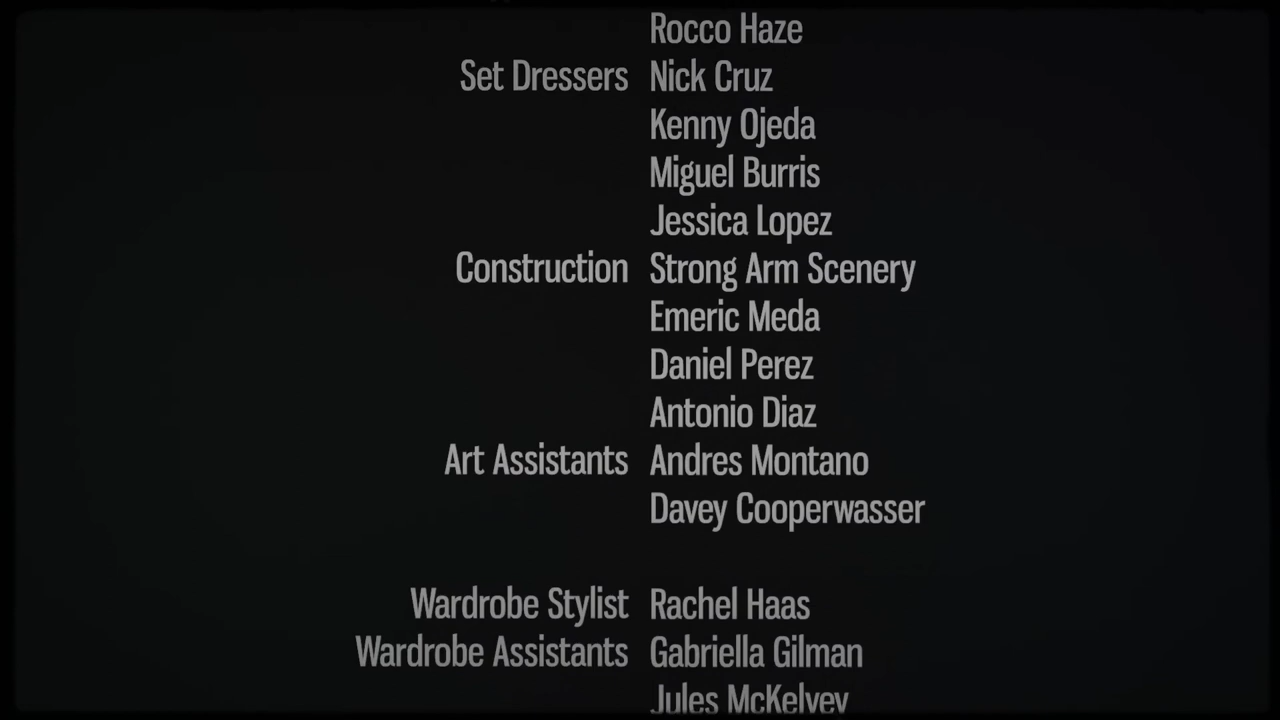 Rocco Haze
Set Dressers Nick Cruz
Kenny Ojeda
Miguel Burris
Jessica Lopez
Construction Strong Arm Scenery
Emeric Meda
Daniel Perez
Antonio Diaz
Art Assistants Andres Montano
Davey Cooperwasser
Wardrobe Stylist Rachel Haas
Wardrobe Assistants Gabriella Gilman
Jules McKelvey